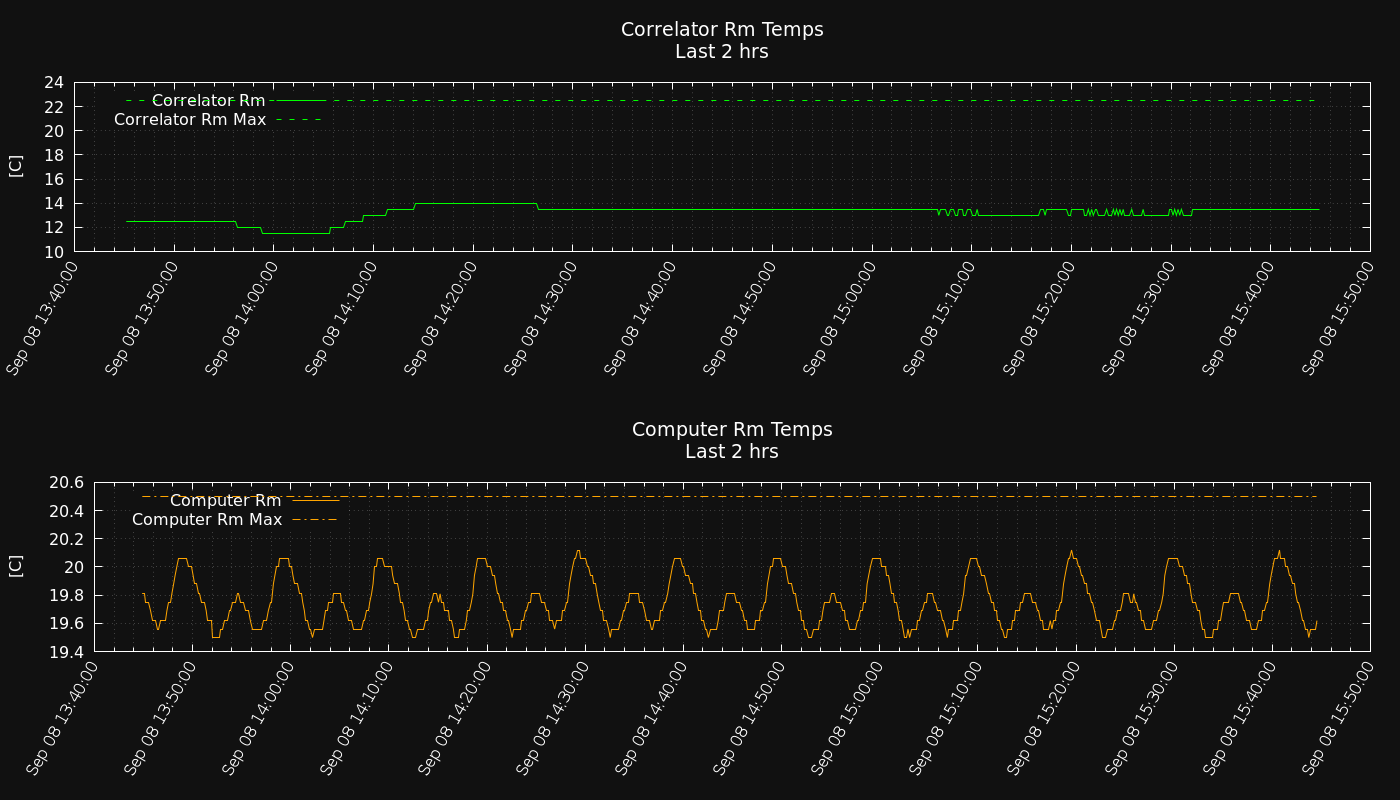 Correlator Rm Temps
Last 2 hrs
24
22
20
18
16
14
12
10
[C]
Correlator Rm
Correlator Rm Max
Sep 08 13:40:00
Sep 08 13:50:00
Sep 08 14:00:00
Sep 08 14:10:00
Sep 08 14:20:00
Sep 08 14:30:00
Sep 08 14:40:00
Sep 08 14:50:00
Sep 08 15:00:00
Sep 08 15:10:00
Sep 08 15:20:00
Sep 08 15:30:00
Sep 08 15:40:00
Sep 08 15:50:00
Computer Rm Temps
Last 2 hrs
20.6
20.4
20.2
20
19.8
19.6
19.4
[C]
Computer Rm
Computer Rm Max
Sep 08 13:40:00
Sep 08 13:50:00
Sep 08 14:00:00
Sep 08 14:10:00
Sep 08 14:20:00
Sep 08 14:30:00
Sep 08 14:40:00
Sep 08 14:50:00
Sep 08 15:00:00
Sep 08 15:10:00
Sep 08 15:20:00
Sep 08 15:30:00
Sep 08 15:40:00
Sep 08 15:50:00